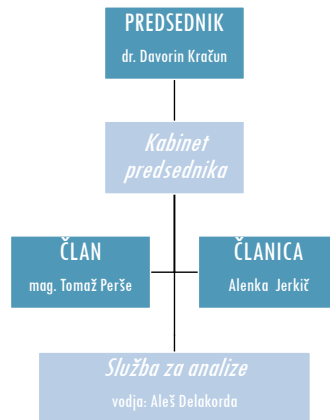 PREDSEDNIK
dr. Davorin Kračun
Kabinet
predsednika
ČLAN
mag. Tomaž Perše
ČLANICA
Alenka Jerkič
Služba za analize
vodja: Aleš Delakorda